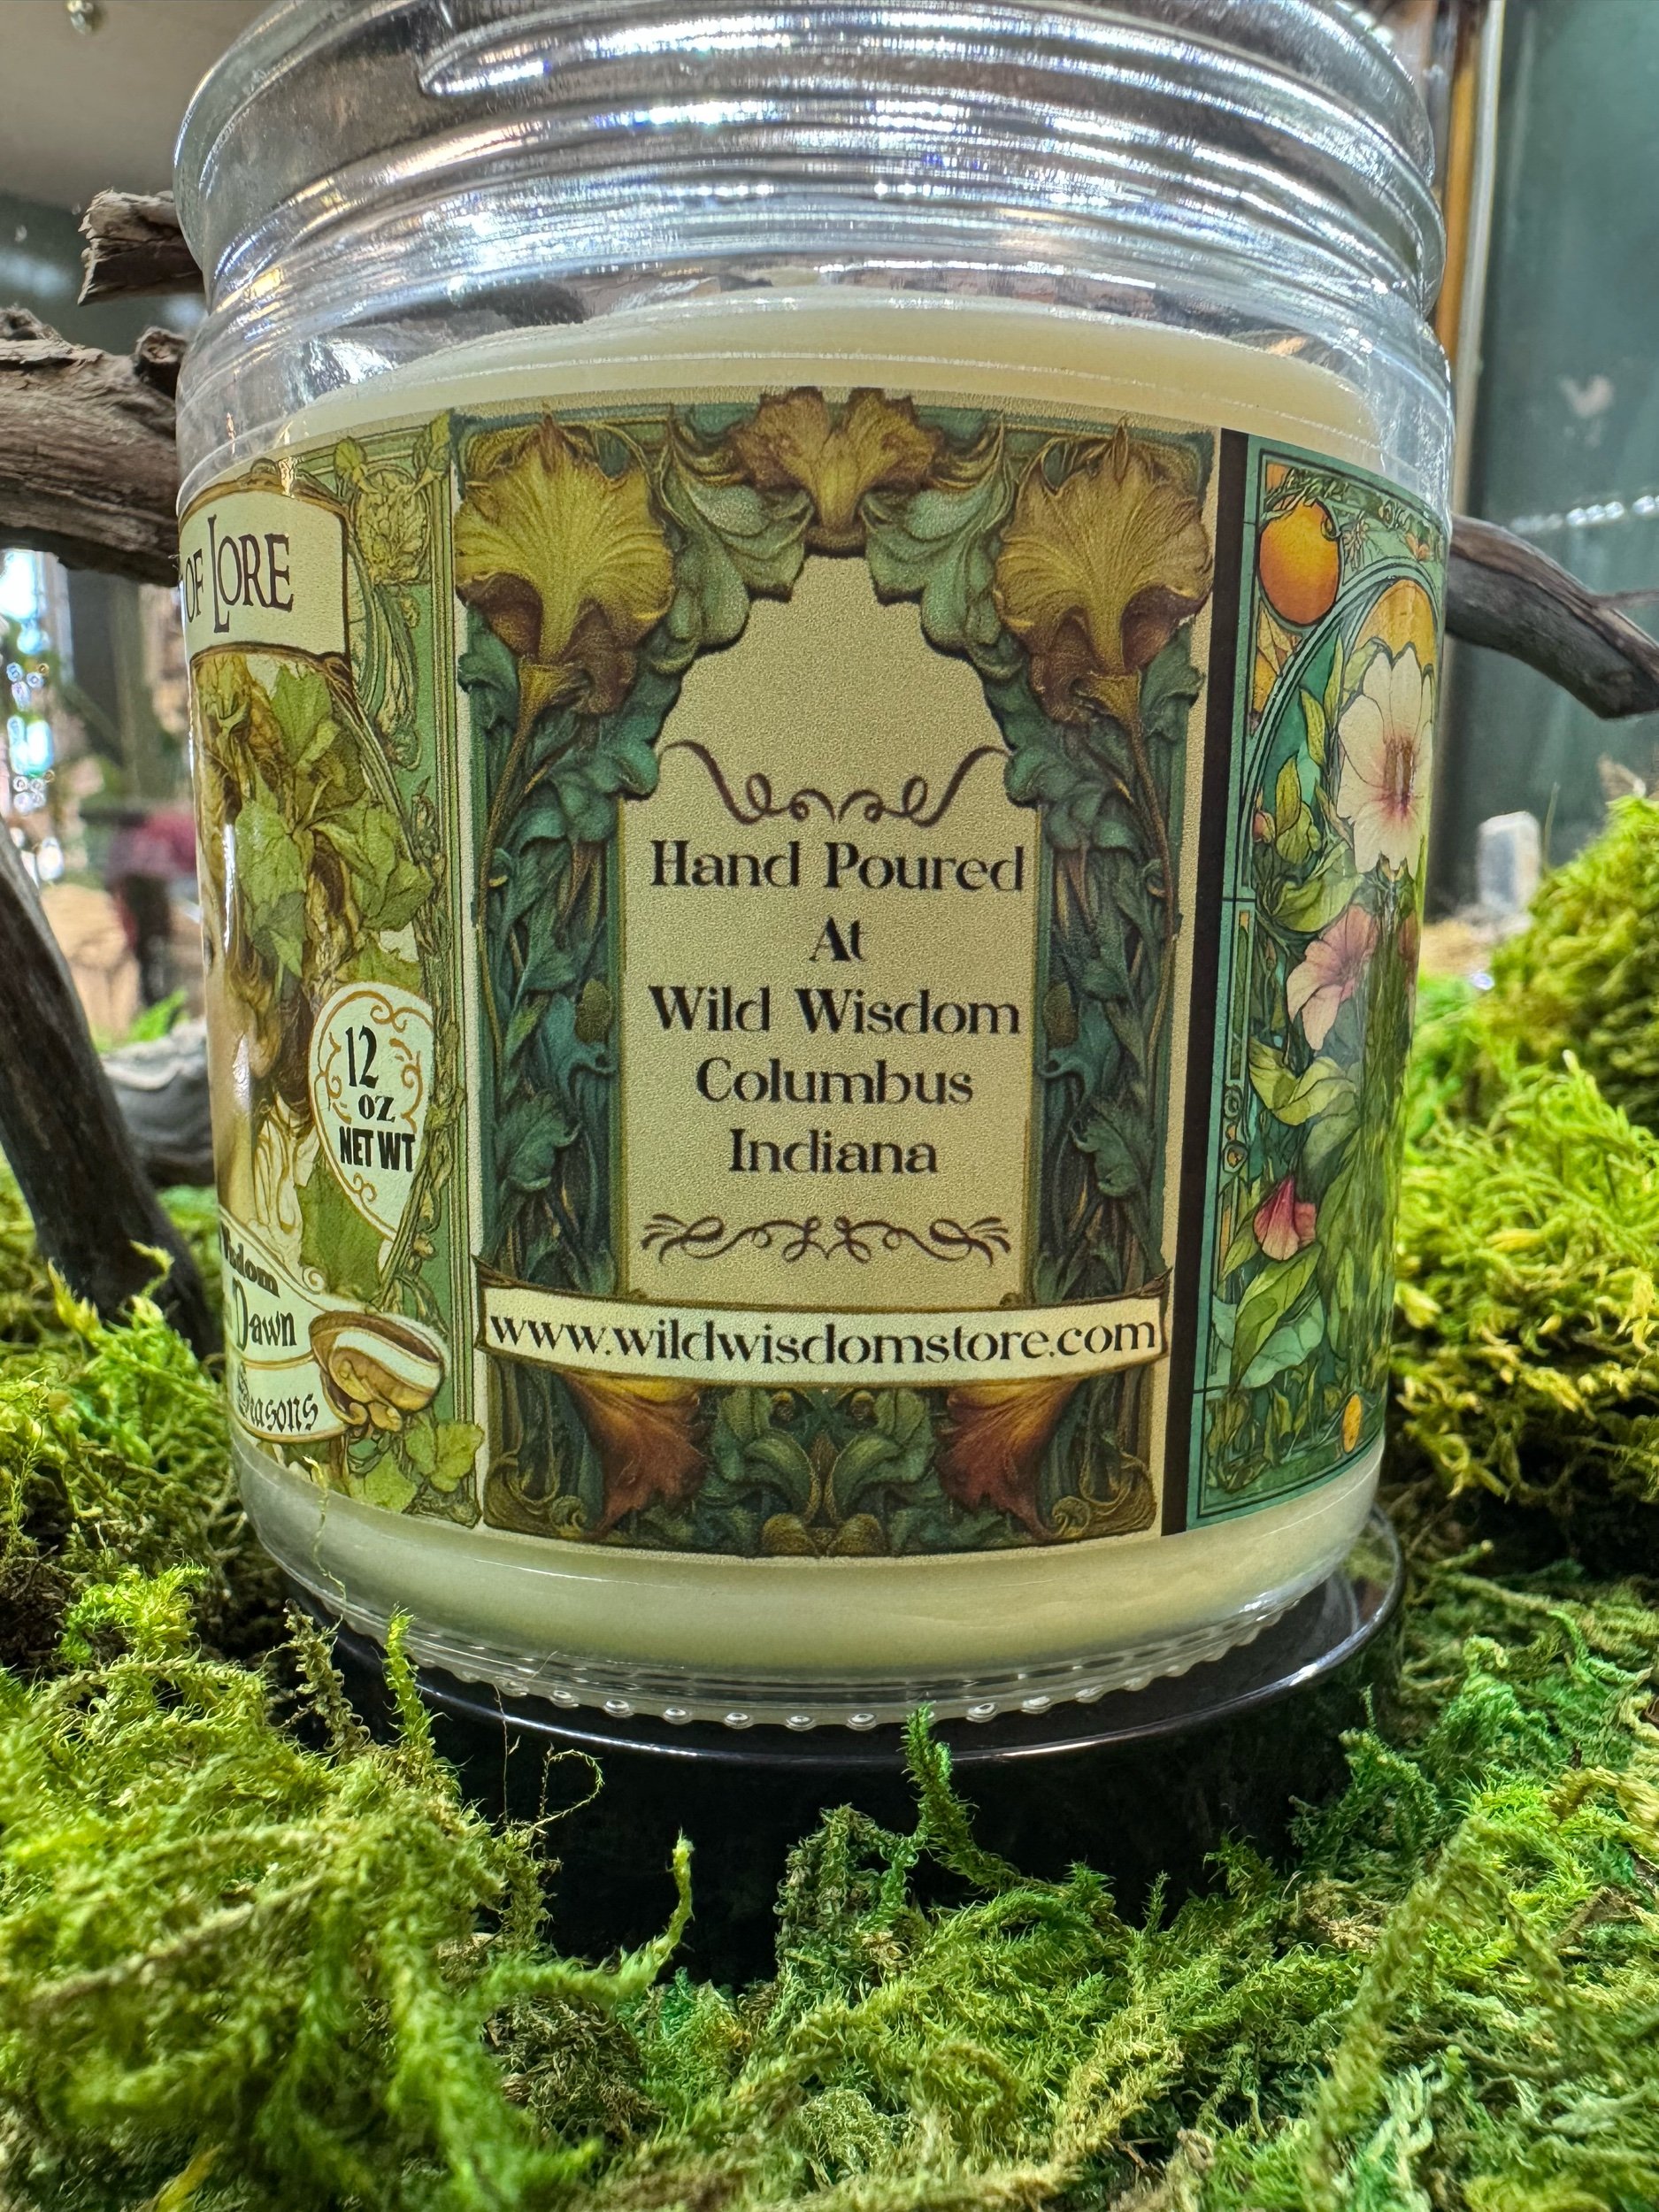 OF LORE
12
OZ
NET WT
Dawn
Hand Poured
At
Wild Wisdom
Columbus
Indiana
www.wildwisdomstore.com